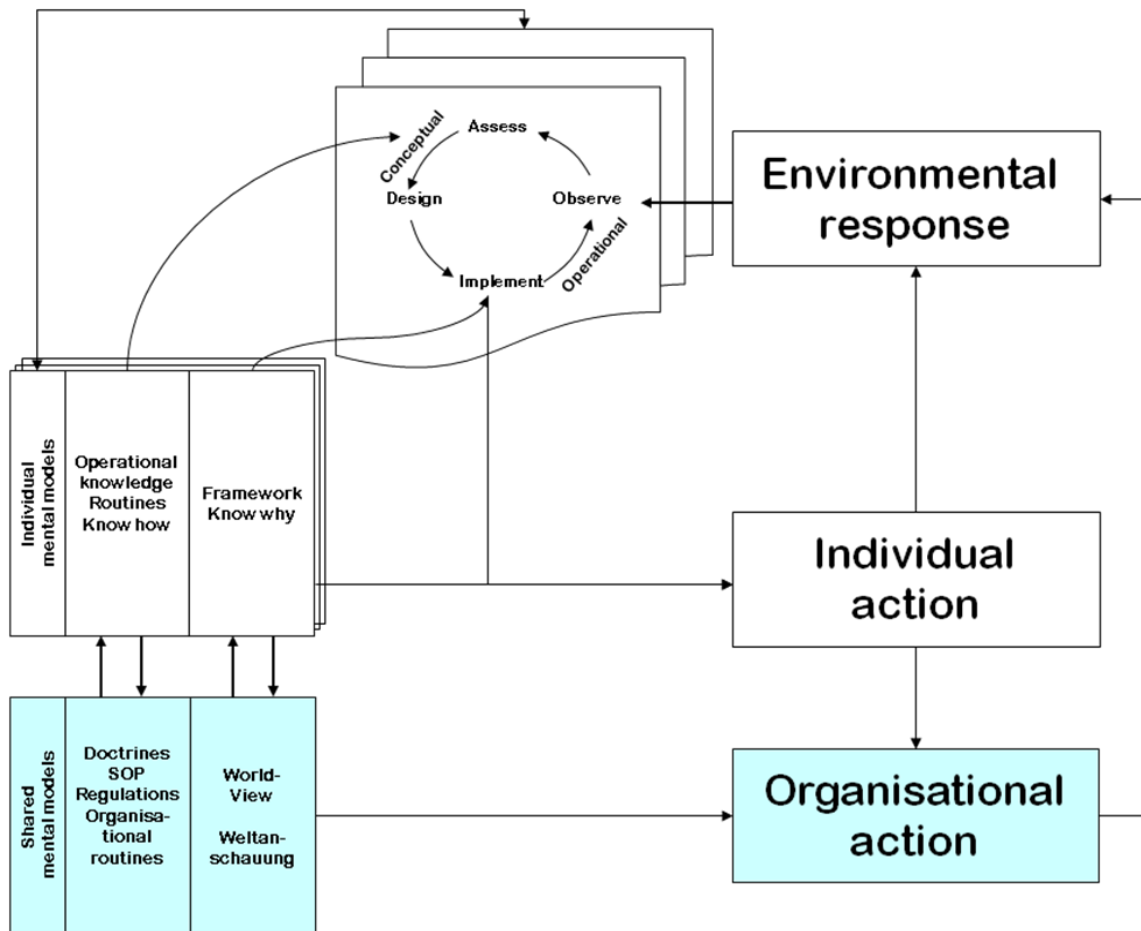 Assess
Conceptual
Design
Observe
Implement
Operational
Environmental
response
Individual
mental models
Operational
knowledge
Routines
Know how
Framework
Know why
Individual
action
Shared
mental models
Doctrines
SOP
Regulations
Organisa-
tional
routines
World-
View
Weltan-
schauung
Organisational
action